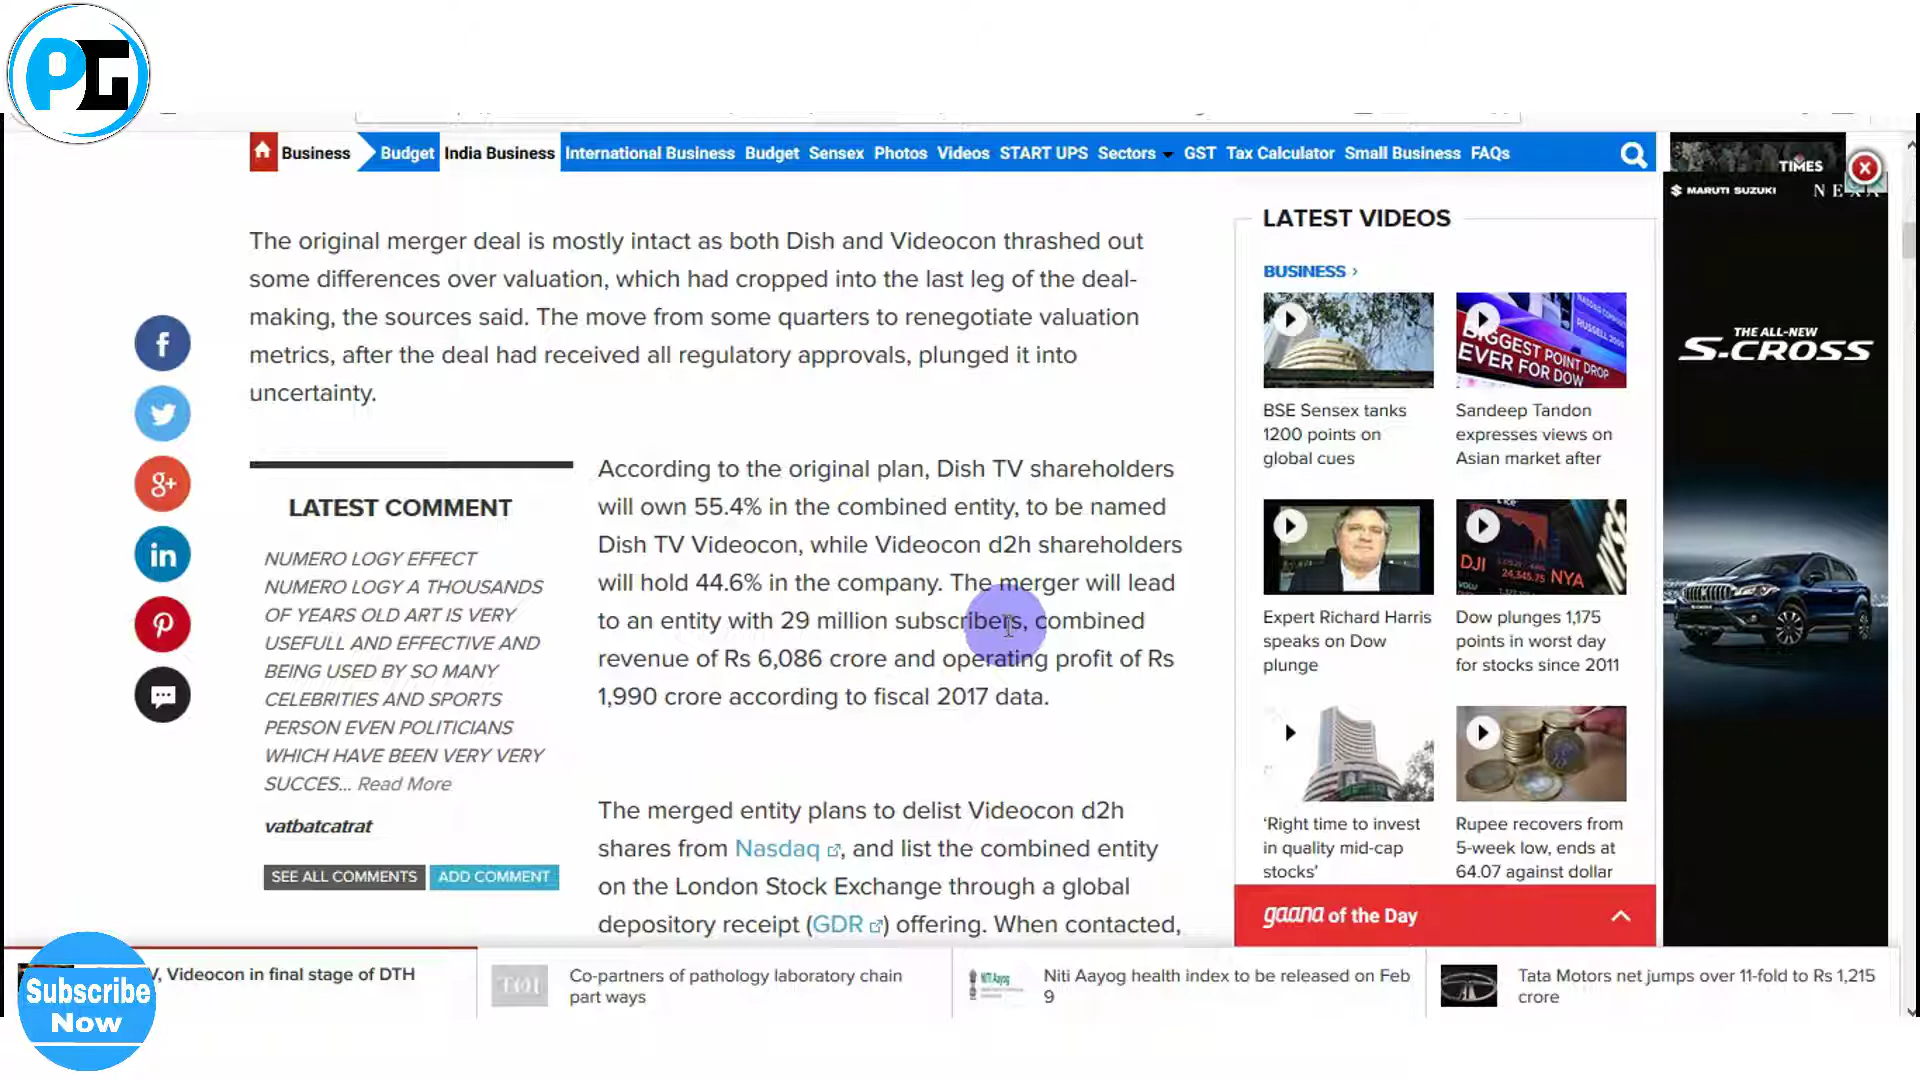 PG
Business Budget India Business International Business Budget Sensex Photos Videos START UPS Sectors GST Tax Calculator Small Business FAQs
The original merger deal is mostly intact as both Dish and Videocon thrashed out
some differences over valuation, which had cropped into the last leg of the deal-
making, the sources said. The move from some quarters to renegotiate valuation
metrics, after the deal had received all regulatory approvals, plunged it into
uncertainty.
f
g+
in
LATEST COMMENT
NUMERO LOGY EFFECT
NUMERO LOGY A THOUSANDS
OF YEARS OLD ART IS VERY
USEFULL AND EFFECTIVE AND
BEING USED BY SO MANY
CELEBRITIES AND SPORTS
PERSON EVEN POLITICIANS
WHICH HAVE BEEN VERY VERY
SUCCES... Read More
vatbatcatrat
SEE ALL COMMENTS ADD COMMENT
According to the original plan, Dish TV shareholders
will own 55.4% in the combined entity, to be named
Dish TV Videocon, while Videocon d2h shareholders
will hold 44.6% in the company. The merger will lead
to an entity with 29 million subscribers, combined
revenue of Rs 6,086 crore and operating profit of Rs
1,990 crore according to fiscal 2017 data.
The merged entity plans to delist Videocon d2h
shares from Nasdaq, and list the combined entity
on the London Stock Exchange through a global
depository receipt (GDR) offering. When contacted,
LATEST VIDEOS
BUSINESS ›
BIGGEST POINT DROP
EVER FOR DOW
RUSSELL 2000
BSE Sensex tanks
1200 points on
global cues
Sandeep Tandon
expresses views on
Asian market after
DJI
24,345.75 NYA
NYSE
Expert Richard Harris
speaks on Dow
plunge
Dow plunges 1,175
points in worst day
for stocks since 2011
‘Right time to invest
in quality mid-cap
stocks’
Rupee recovers from
5-week low, ends at
64.07 against dollar
gaana of the Day
TIMES
MARUTI SUZUKI NEXA
THE ALL-NEW
S-CROSS
V, Videocon in final stage of DTH
TOI
Co-partners of pathology laboratory chain
part ways
NITI Aayog
Niti Aayog health index to be released on Feb
9
Tata Motors net jumps over 11-fold to Rs 1,215
crore
Subscribe
Now